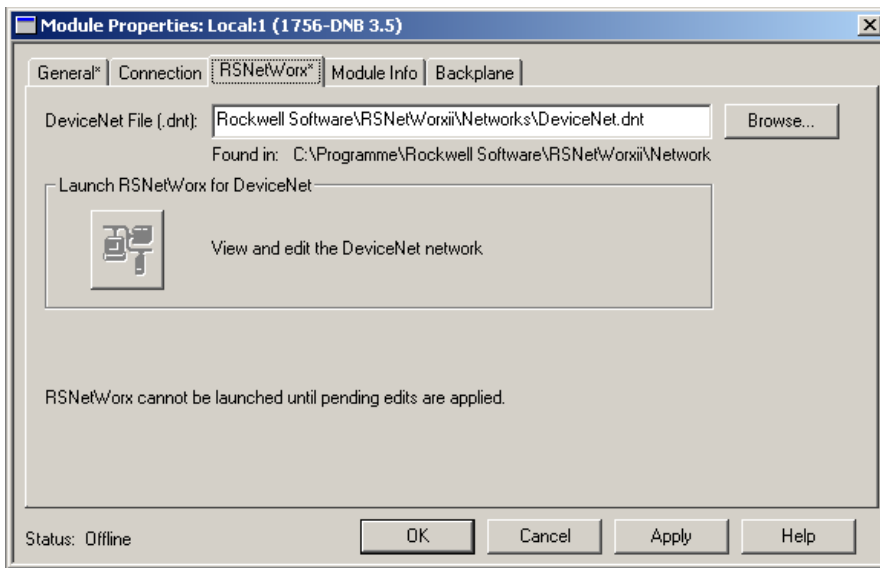 Module Properties: Local:1 (1756-DNB 3.5)
General* Connection RSNetWorx* Module Info Backplane
DeviceNet File (.dnt): Rockwell Software\RSNetWorxii\Networks\DeviceNet.dnt Browse...
Found in: C:\Programme\Rockwell Software\RSNetWorxii\Network
Launch RSNetWorx for DeviceNet
View and edit the DeviceNet network
RSNetWorx cannot be launched until pending edits are applied.
Status: Offline OK Cancel Apply Help